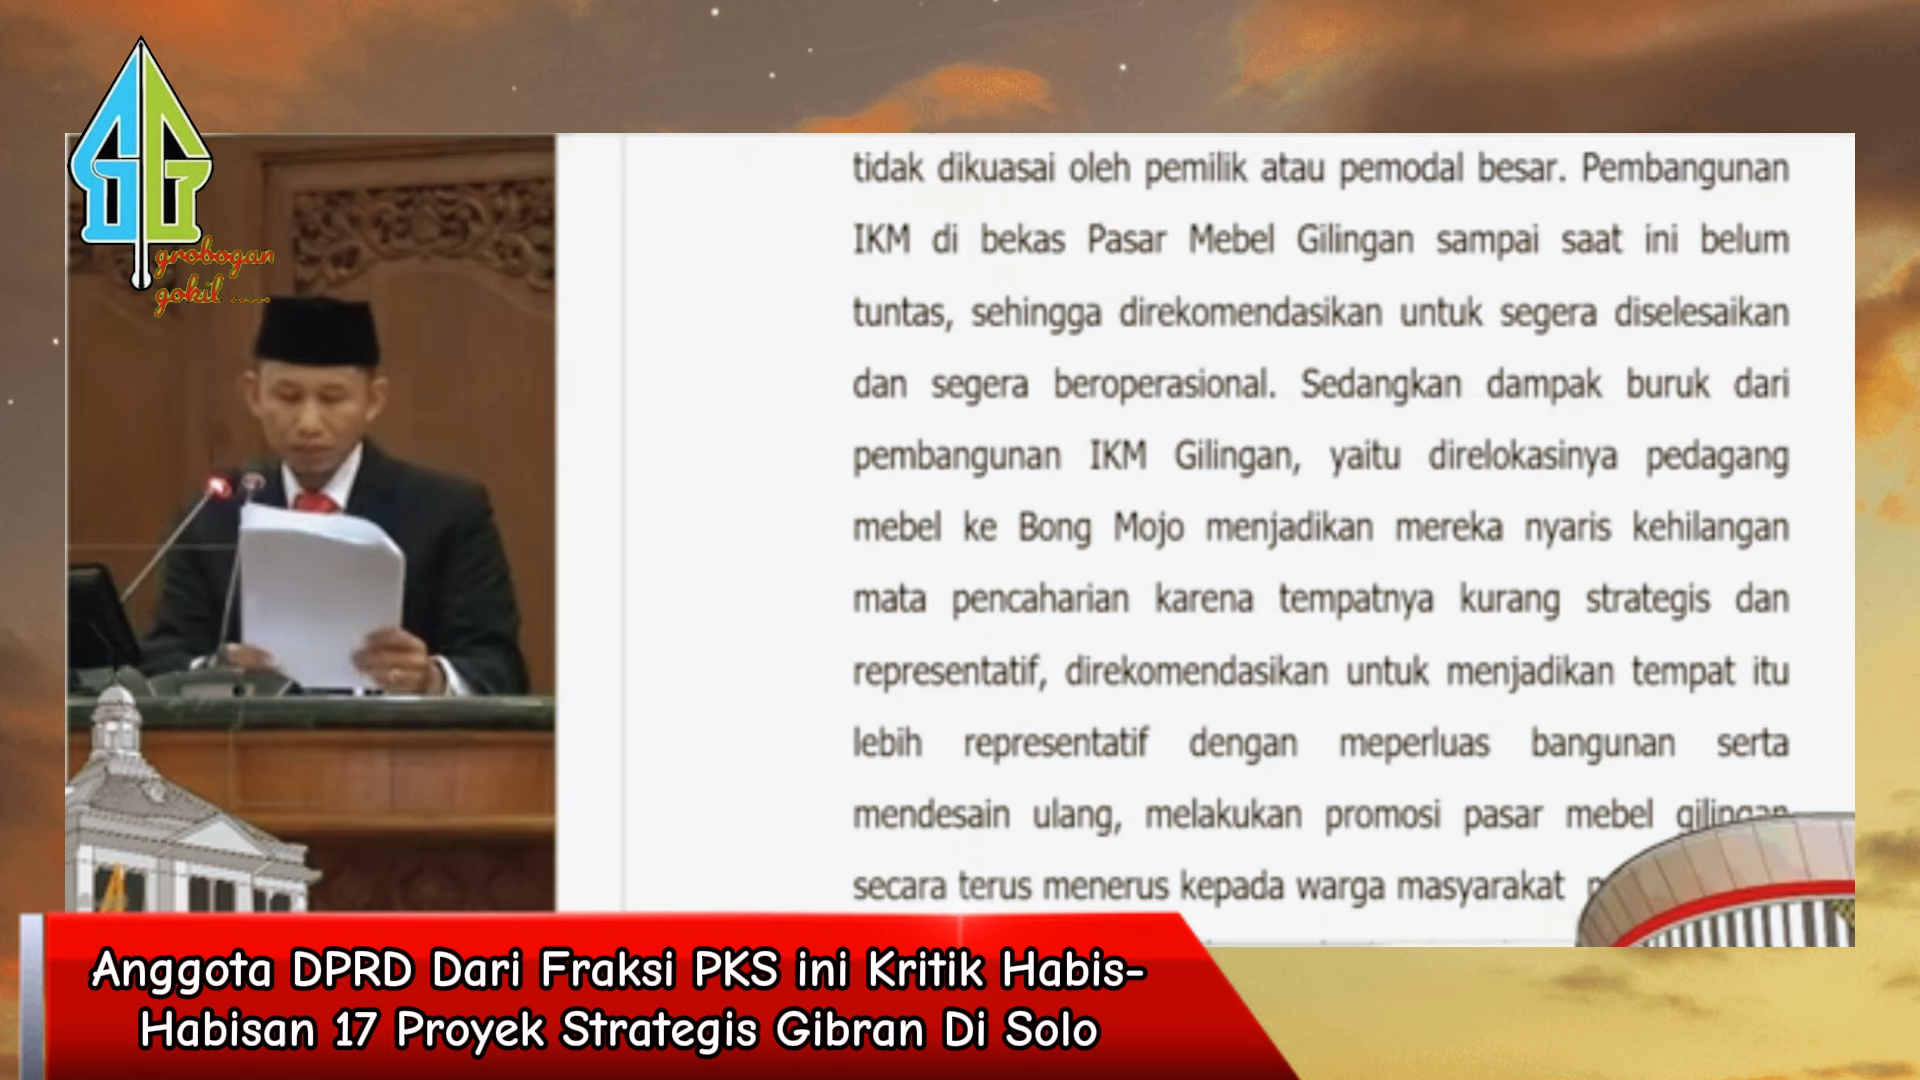 GG
grobogan
gokil .....
tidak dikuasai oleh pemilik atau pemodal besar. Pembangunan
IKM di bekas Pasar Mebel Gilingan sampai saat ini belum
tuntas, sehingga direkomendasikan untuk segera diselesaikan
dan segera beroperasional. Sedangkan dampak buruk dari
pembangunan IKM Gilingan, yaitu direlokasinya pedagang
mebel ke Bong Mojo menjadikan mereka nyaris kehilangan
mata pencaharian karena tempatnya kurang strategis dan
representatif, direkomendasikan untuk menjadikan tempat itu
lebih representatif dengan meperluas bangunan serta
mendesain ulang, melakukan promosi pasar mebel gilingan
secara terus menerus kepada warga masyarakat
Anggota DPRD Dari Fraksi PKS ini Kritik Habis-
Habisan 17 Proyek Strategis Gibran Di Solo